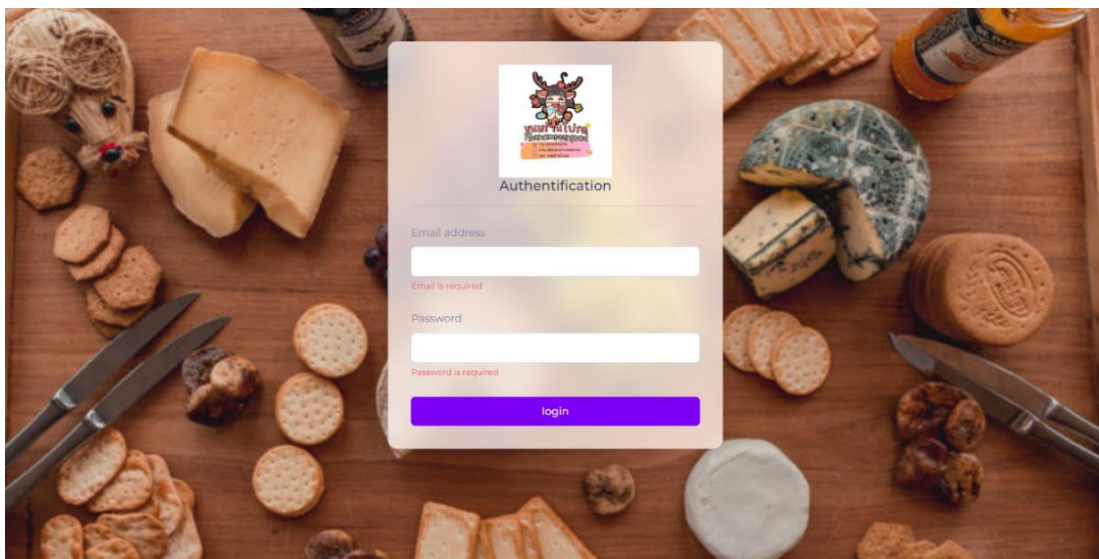 Authentification
Email address
Email is required
Password
Password is required
login